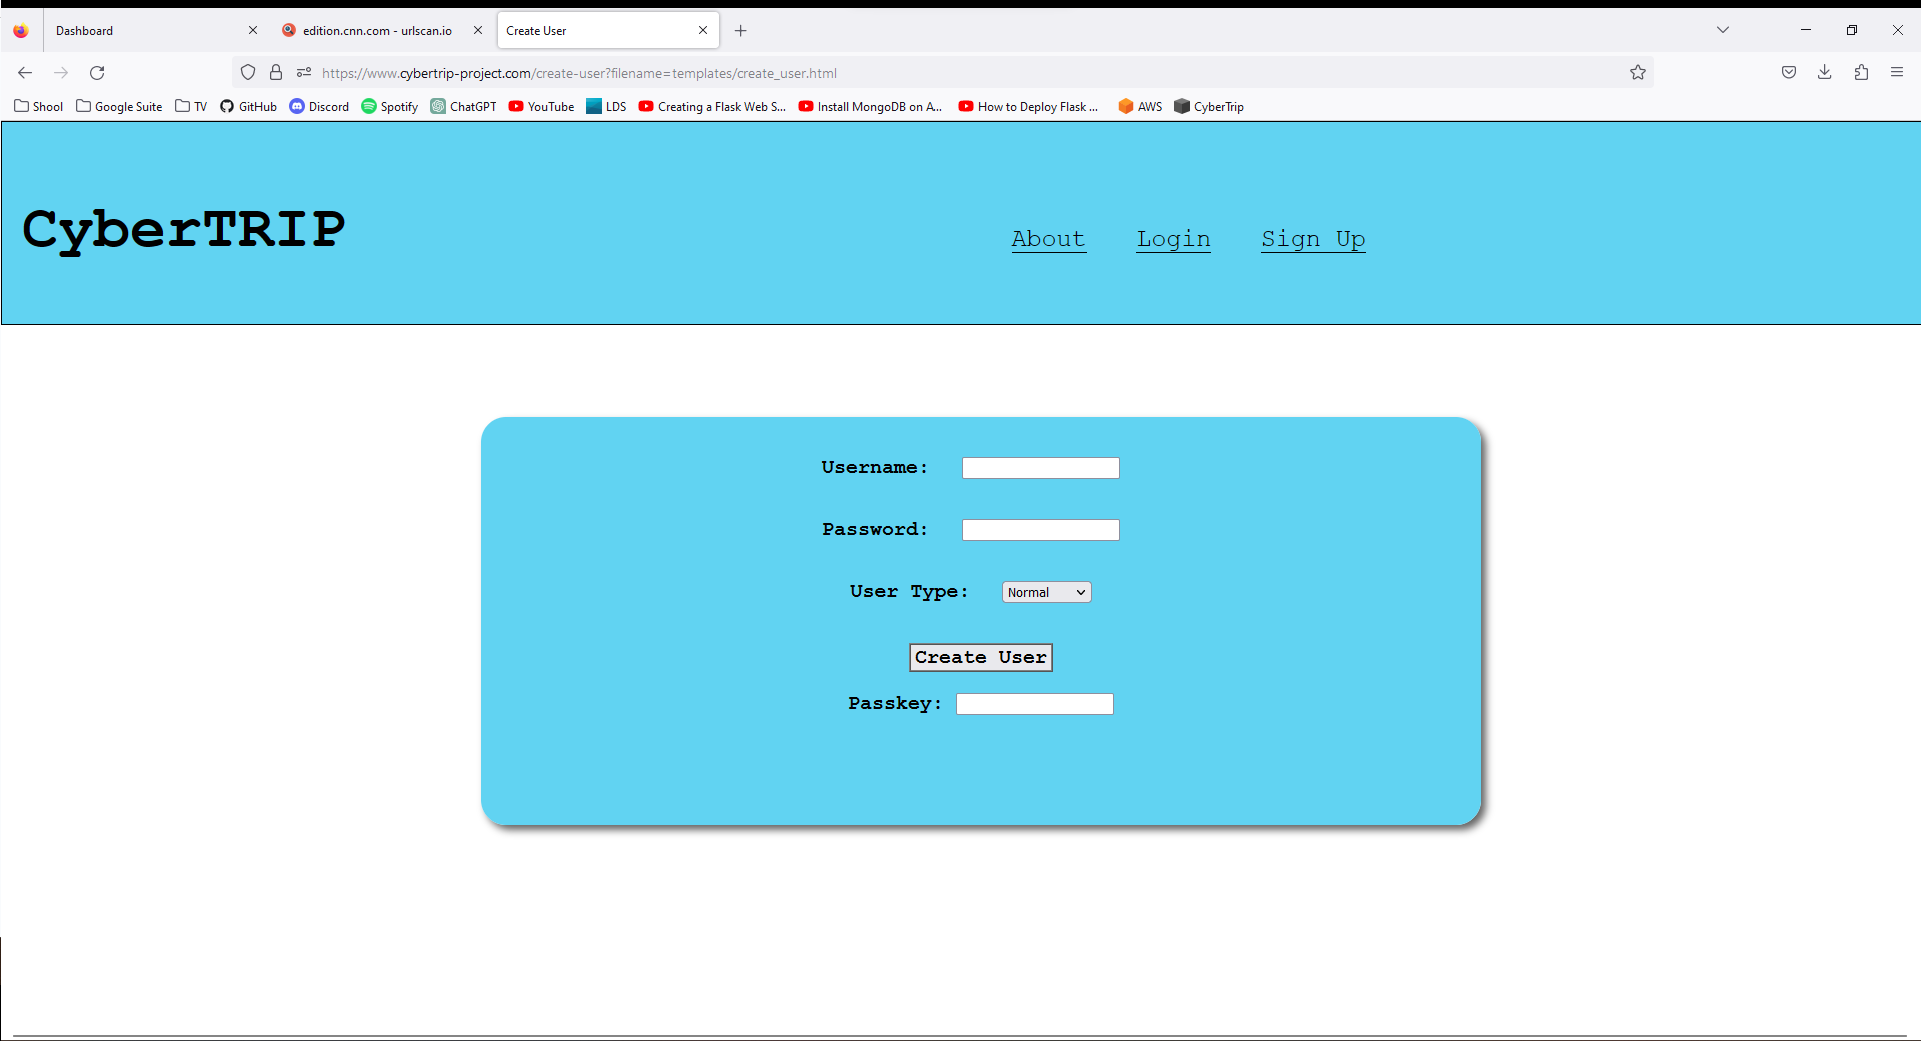 Dashboard edition.cnn.com - urlscan.io Create User
https://www.cybertrip-project.com/create-user?filename=templates/create_user.html
Shool Google Suite TV GitHub Discord Spotify ChatGPT YouTube LDS Creating a Flask Web S... Install MongoDB on A... How to Deploy Flask ... AWS CyberTrip
CyberTRIP About Login Sign Up
Username:
Password:
User Type: Normal
Create User
Passkey: